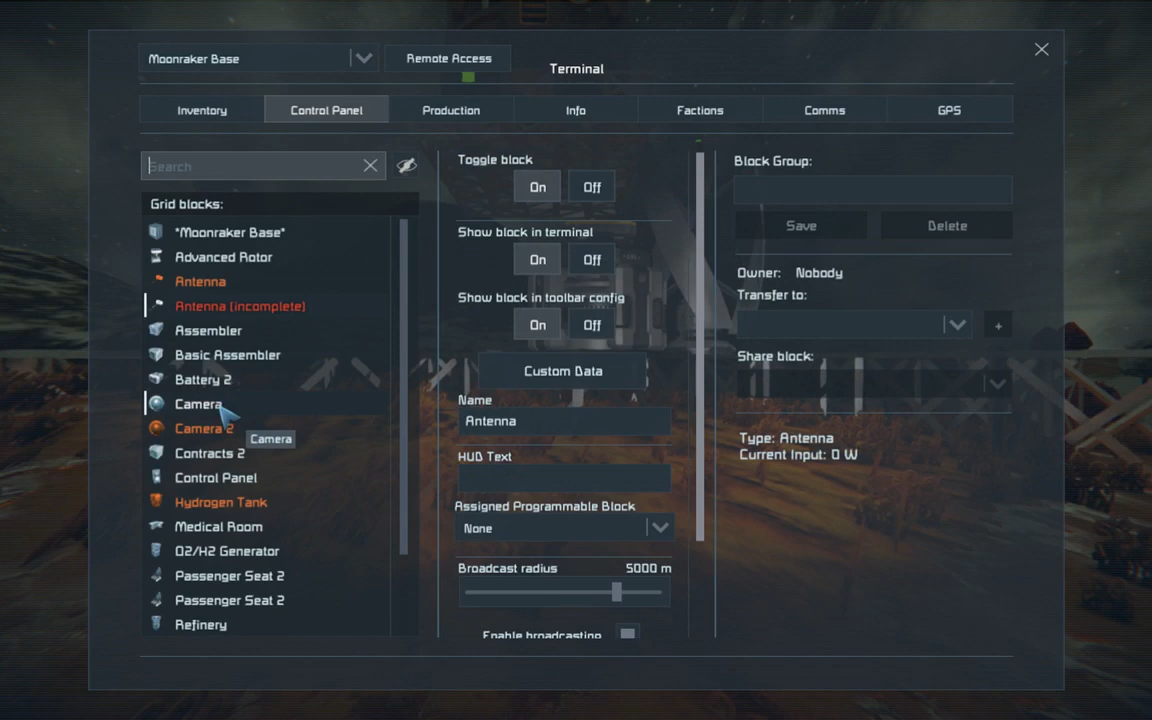 Moonraker Base
Remote Access
Terminal
Inventory
Control Panel
Production
Info
Factions
Comms
GPS
Search
Grid blocks:
*Moonraker Base*
Advanced Rotor
Antenna
Antenna (incomplete)
Assembler
Basic Assembler
Battery 2
Camera
Camera 2
Camera
Contracts 2
Control Panel
Hydrogen Tank
Medical Room
O2/H2 Generator
Passenger Seat 2
Passenger Seat 2
Refinery
Toggle block
On Off
Show block in terminal
On Off
Show block in toolbar config
On Off
Custom Data
Name
Antenna
HUD Text
Assigned Programmable Block
None
Broadcast radius 5000 m
Enable broadcasting
Block Group:
Save Delete
Owner: Nobody
Transfer to:
+
Share block:
Type: Antenna
Current Input: 0 W